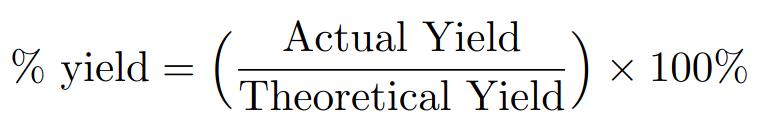 % yield = (Actual Yield / Theoretical Yield) × 100%